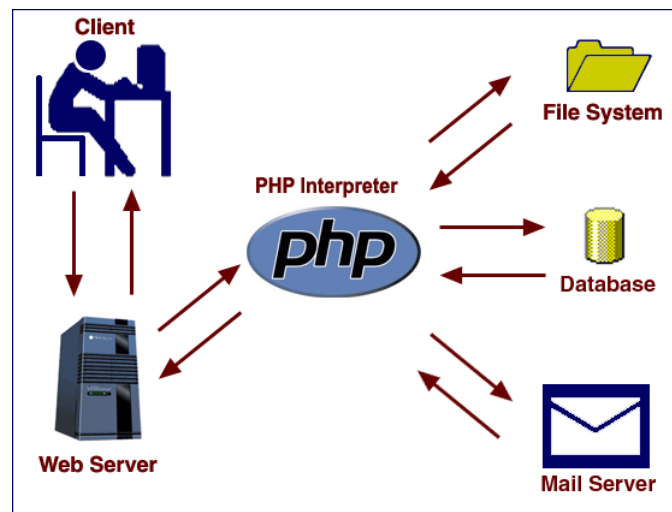 Client
File System
PHP Interpreter
php
Database
Web Server
Mail Server